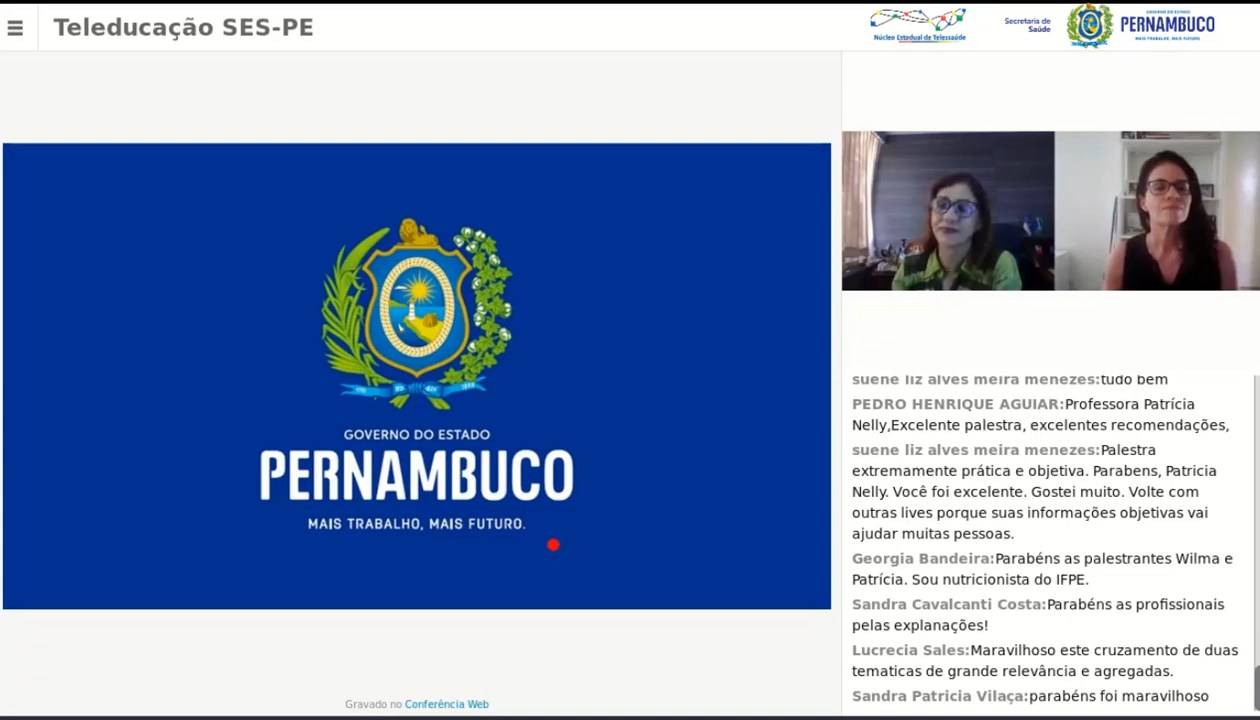 Teleducação SES-PE
Núcleo Estadual de Telessaúde
Secretaria de
Saúde
GOVERNO DO ESTADO
PERNAMBUCO
MAIS TRABALHO, MAIS FUTURO.
GOVERNO DO ESTADO
PERNAMBUCO
MAIS TRABALHO, MAIS FUTURO.
Gravado no Conferência Web
suene liz alves meira menezes:tudo bem
PEDRO HENRIQUE AGUIAR:Professora Patrícia
Nelly,Excelente palestra, excelentes recomendações,
suene liz alves meira menezes:Palestra
extremamente prática e objetiva. Parabens, Patricia
Nelly. Você foi excelente. Gostei muito. Volte com
outras lives porque suas informações objetivas vai
ajudar muitas pessoas.
Georgia Bandeira:Parabéns as palestrantes Wilma e
Patrícia. Sou nutricionista do IFPE.
Sandra Cavalcanti Costa:Parabéns as profissionais
pelas explanações!
Lucrecia Sales:Maravilhoso este cruzamento de duas
tematicas de grande relevância e agregadas.
Sandra Patricia Vilaça:parabéns foi maravilhoso